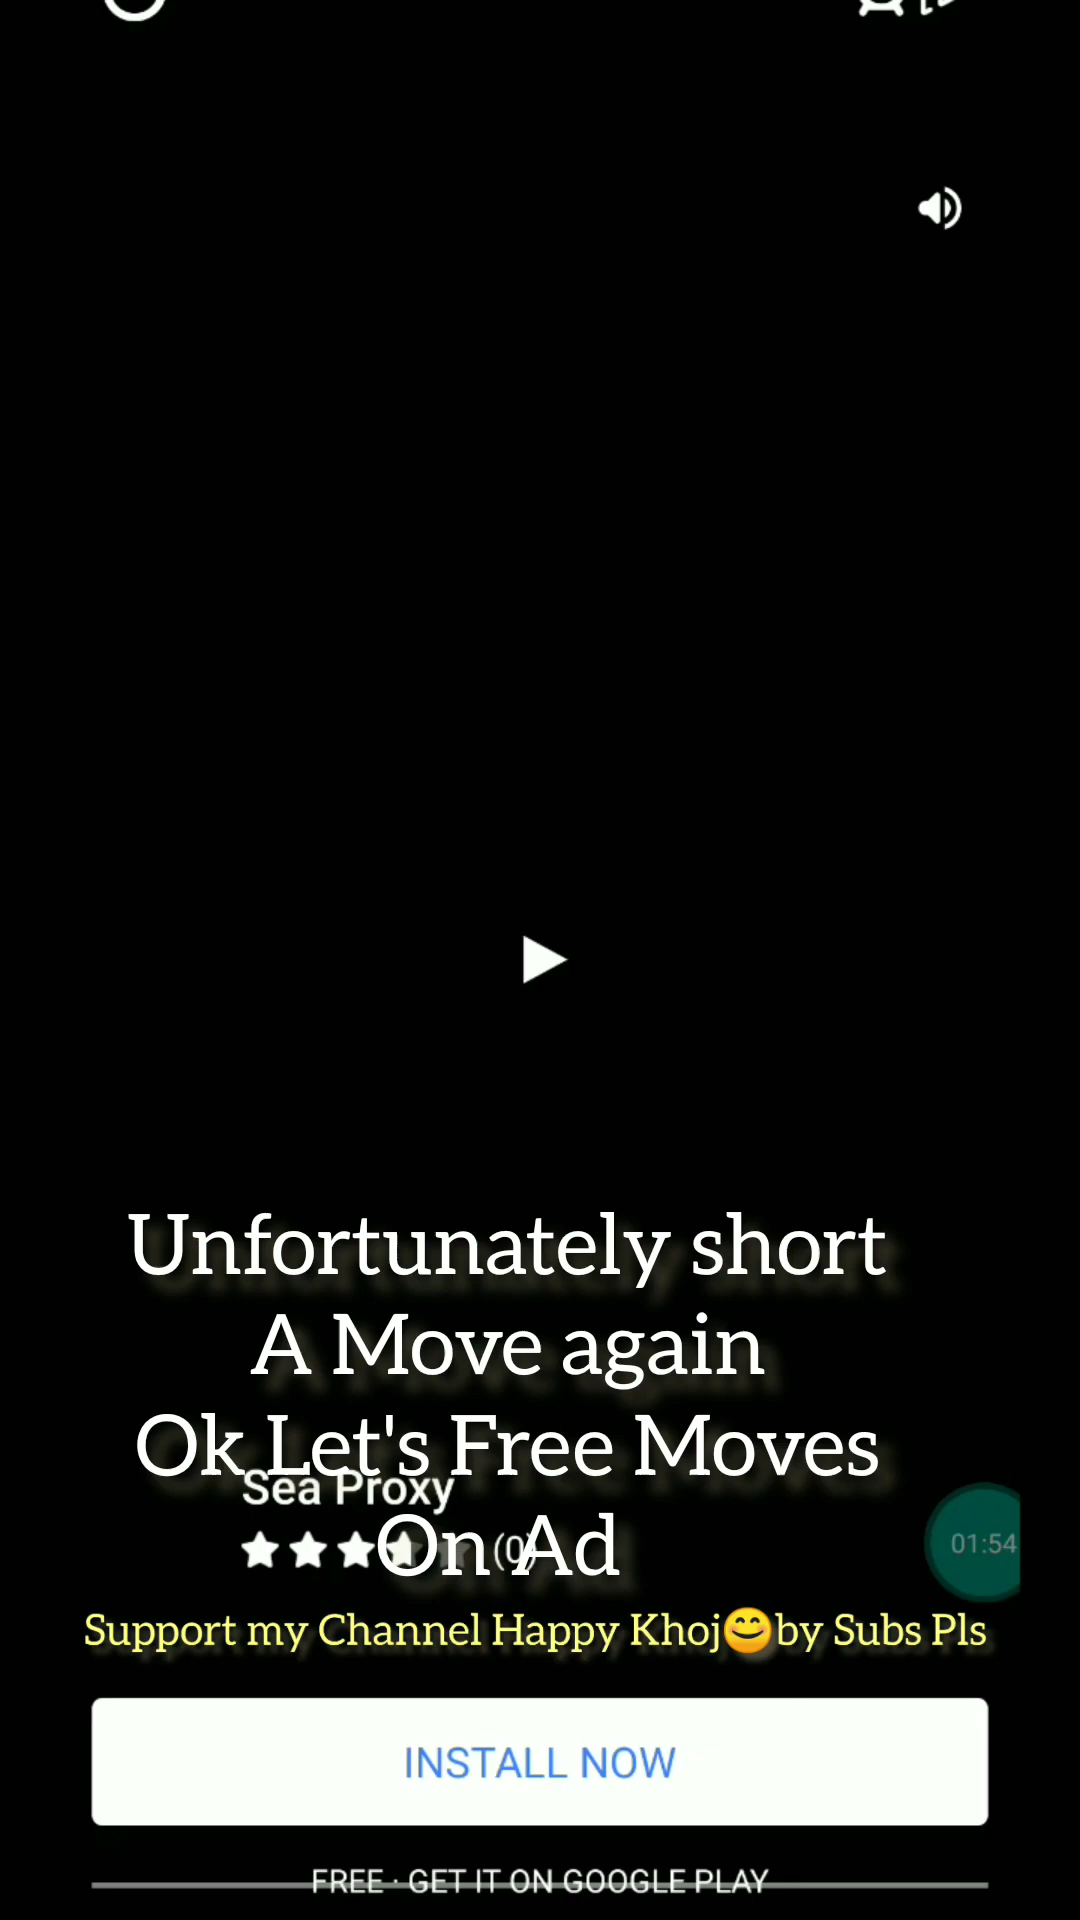 Unfortunately short
A Move again
Ok Let's Free Moves
Sea Proxy
On Ad
(0)
01:54
Support my Channel Happy Khoj😊by Subs Pls
INSTALL NOW
FREE · GET IT ON GOOGLE PLAY